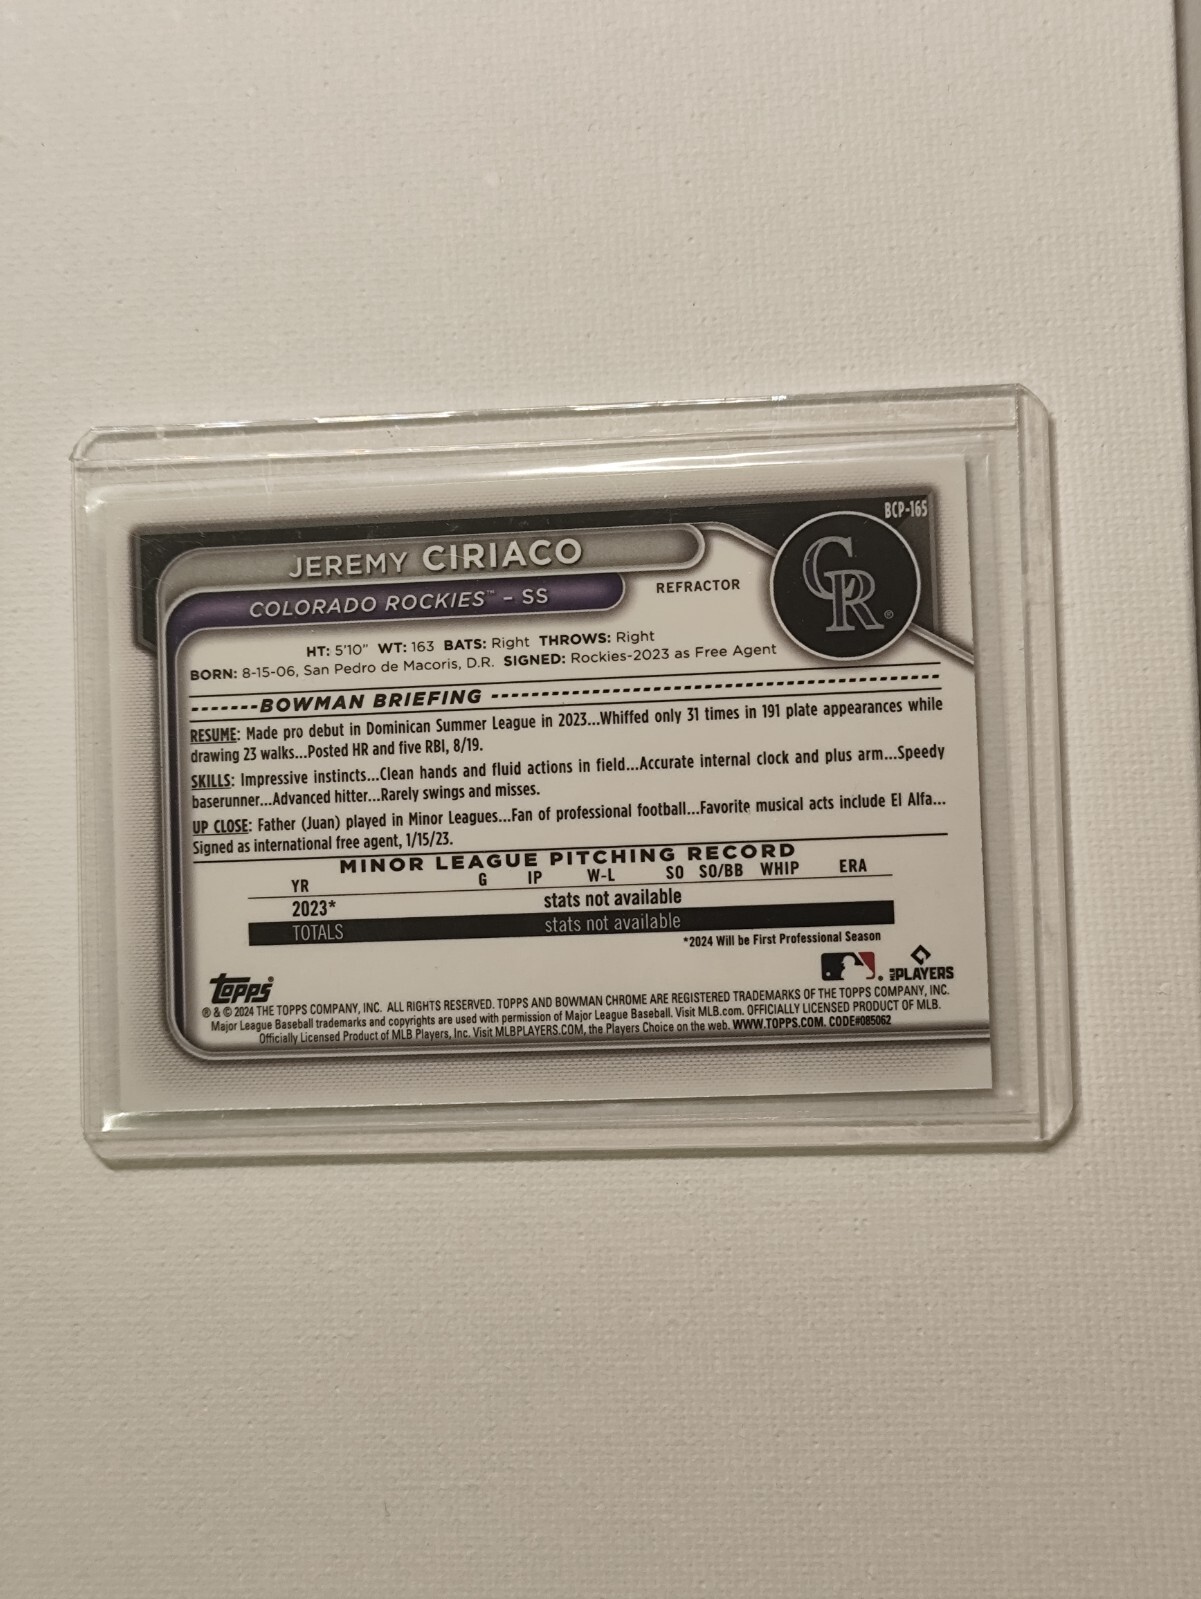 BCP-165
JEREMY CIRIACO
COLORADO ROCKIES™ - SS
REFRACTOR
CR®
HT: 5'10" WT: 163 BATS: Right THROWS: Right
BORN: 8-15-06, San Pedro de Macoris, D.R. SIGNED: Rockies-2023 as Free Agent
BOWMAN BRIEFING
RESUME: Made pro debut in Dominican Summer League in 2023...Whiffed only 31 times in 191 plate appearances while
drawing 23 walks...Posted HR and five RBI, 8/19.
SKILLS: Impressive instincts...Clean hands and fluid actions in field...Accurate internal clock and plus arm...Speedy
baserunner...Advanced hitter...Rarely swings and misses.
UP CLOSE: Father (Juan) played in Minor Leagues...Fan of professional football...Favorite musical acts include El Alfa...
Signed as international free agent, 1/15/23.
MINOR LEAGUE PITCHING RECORD
YR G IP W-L SO SO/BB WHIP ERA
2023* stats not available
TOTALS stats not available
*2024 Will be First Professional Season
Topps®
MLB PLAYERS
® & © 2024 THE TOPPS COMPANY, INC. ALL RIGHTS RESERVED. TOPPS AND BOWMAN CHROME ARE REGISTERED TRADEMARKS OF THE TOPPS COMPANY, INC.
Major League Baseball trademarks and copyrights are used with permission of Major League Baseball. Visit MLB.com. OFFICIALLY LICENSED PRODUCT OF MLB.
Officially Licensed Product of MLB Players, Inc. Visit MLBPLAYERS.COM, the Players Choice on the web. WWW.TOPPS.COM. CODE#085062